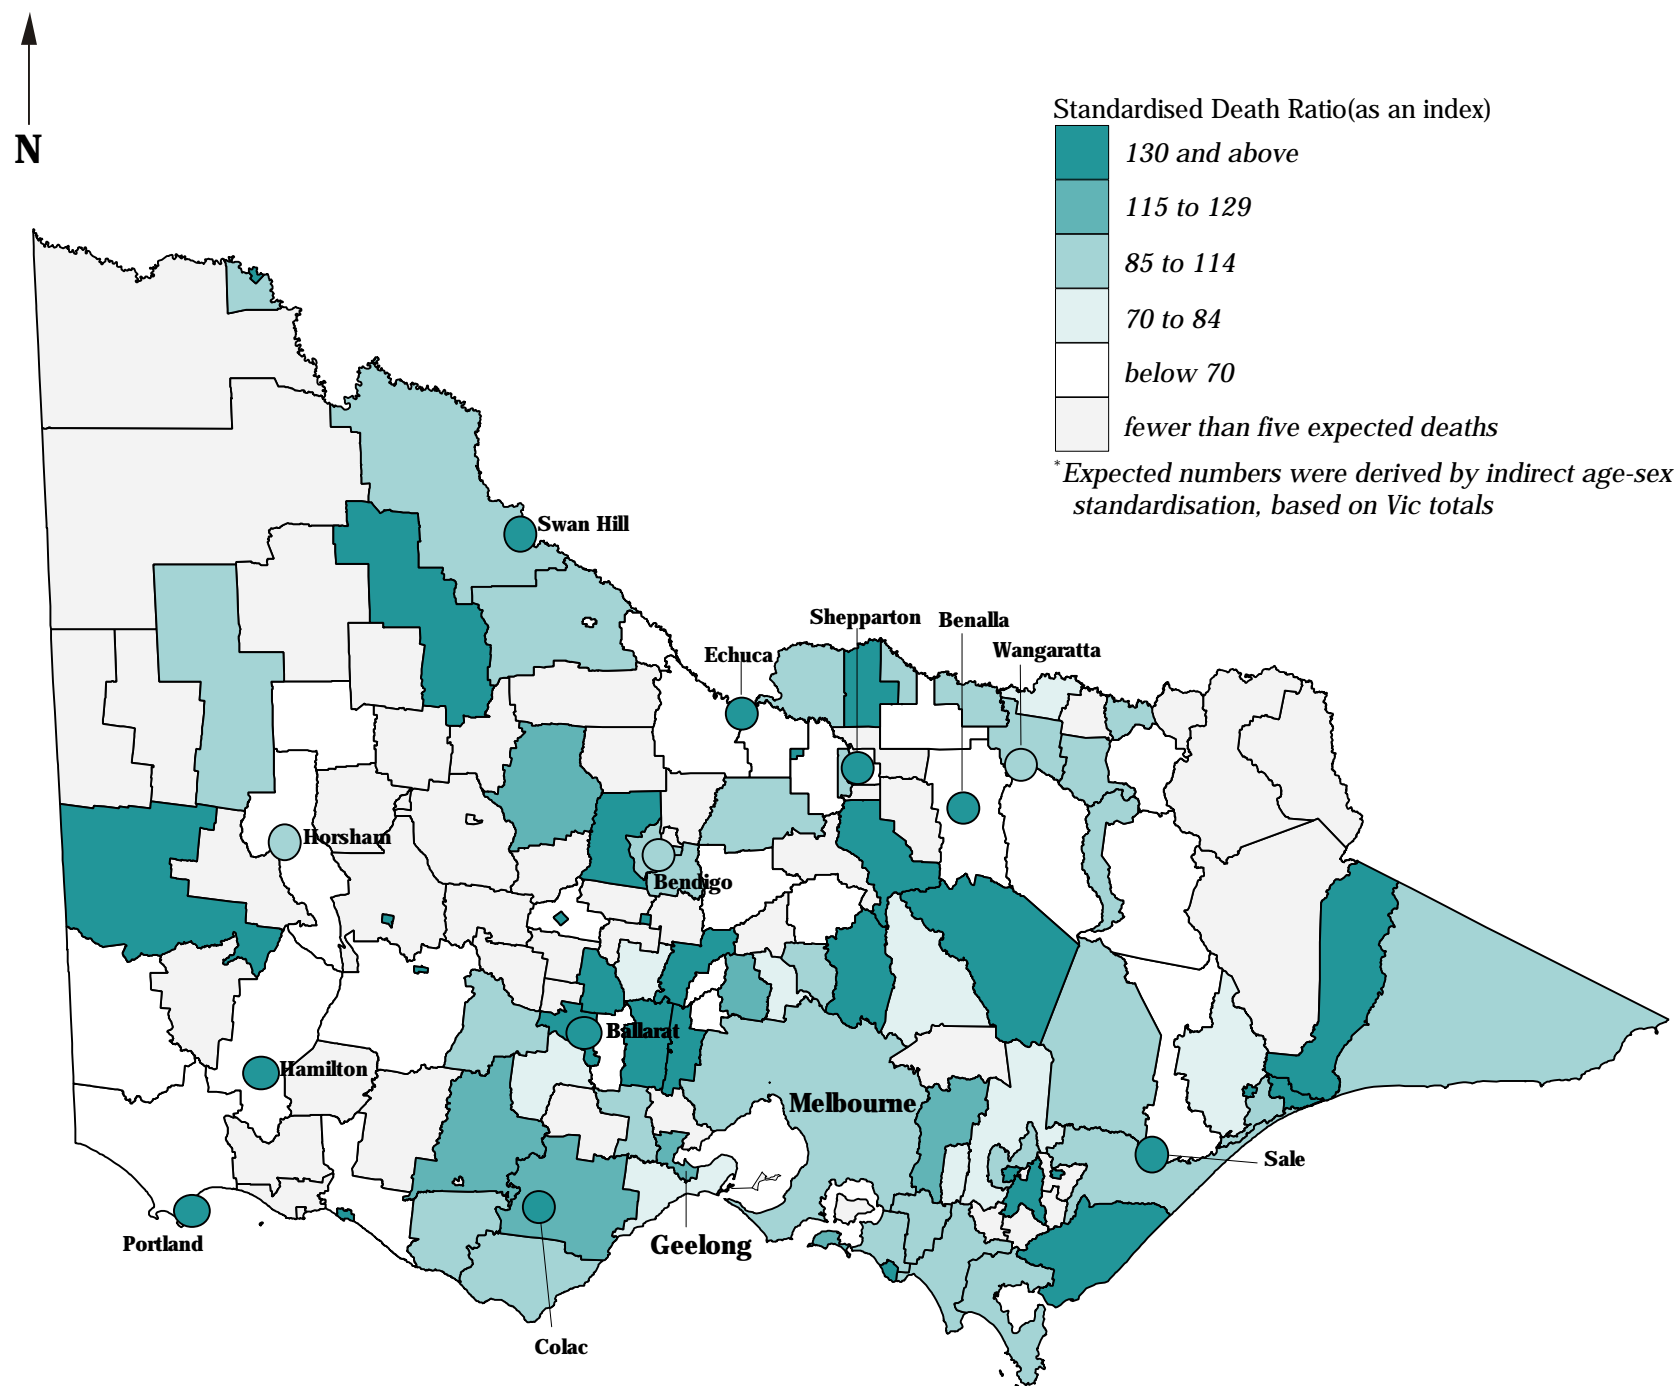 N
Standardised Death Ratio(as an index)
130 and above
115 to 129
85 to 114
70 to 84
below 70
fewer than five expected deaths
*Expected numbers were derived by indirect age-sex
standardisation, based on Vic totals
Swan Hill
Shepparton
Benalla
Echuca
Wangaratta
Horsham
Bendigo
Ballarat
Hamilton
Melbourne
Sale
Portland
Geelong
Colac